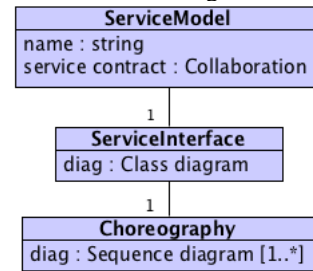 ServiceModel
name : string
service contract : Collaboration
1
ServiceInterface
diag : Class diagram
1
Choreography
diag : Sequence diagram [1..*]